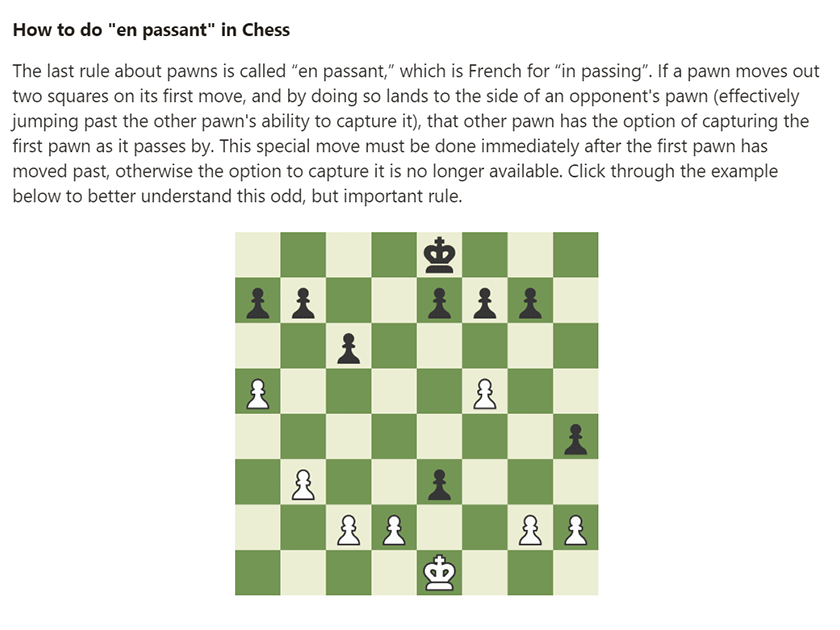 How to do "en passant" in Chess
The last rule about pawns is called “en passant,” which is French for “in passing”. If a pawn moves out
two squares on its first move, and by doing so lands to the side of an opponent's pawn (effectively
jumping past the other pawn's ability to capture it), that other pawn has the option of capturing the
first pawn as it passes by. This special move must be done immediately after the first pawn has
moved past, otherwise the option to capture it is no longer available. Click through the example
below to better understand this odd, but important rule.